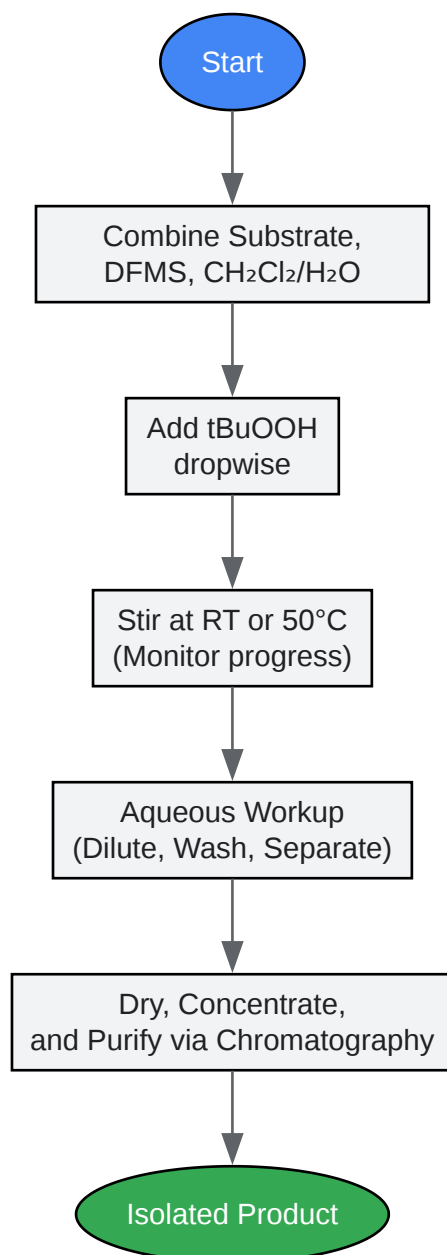 Start
Combine Substrate,
DFMS, CH₂Cl₂/H₂O
Add tBuOOH
dropwise
Stir at RT or 50°C
(Monitor progress)
Aqueous Workup
(Dilute, Wash, Separate)
Dry, Concentrate,
and Purify via Chromatography
Isolated Product